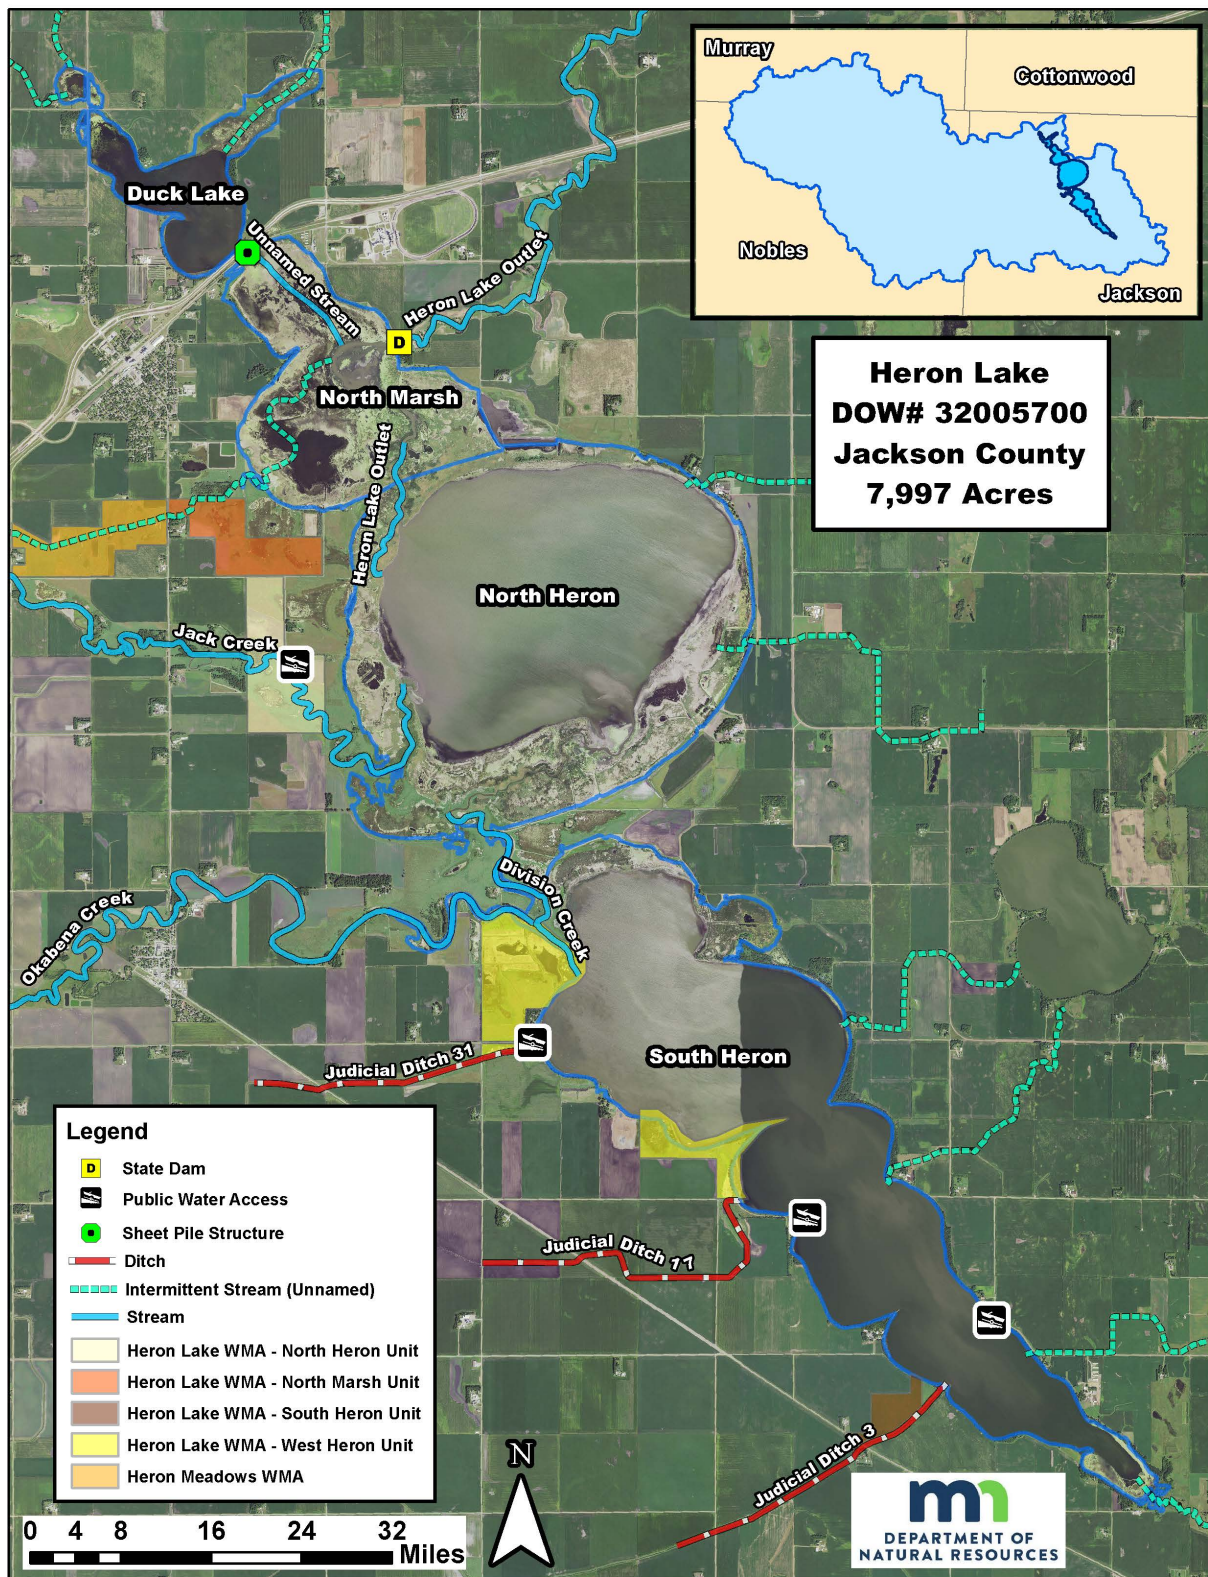 Murray
Cottonwood
Nobles
Jackson
Duck Lake
Unnamed Stream
Heron Lake Outlet
D
North Marsh
Heron Lake Outlet
Heron Lake
DOW# 32005700
Jackson County
7,997 Acres
North Heron
Jack Creek
Division Creek
Okabena Creek
South Heron
Judicial Ditch 31
Judicial Ditch 17
Judicial Ditch 3
Legend
D State Dam
Public Water Access
Sheet Pile Structure
Ditch
Intermittent Stream (Unnamed)
Stream
Heron Lake WMA - North Heron Unit
Heron Lake WMA - North Marsh Unit
Heron Lake WMA - South Heron Unit
Heron Lake WMA - West Heron Unit
Heron Meadows WMA
0 4 8 16 24 32
Miles
N
mn
DEPARTMENT OF
NATURAL RESOURCES